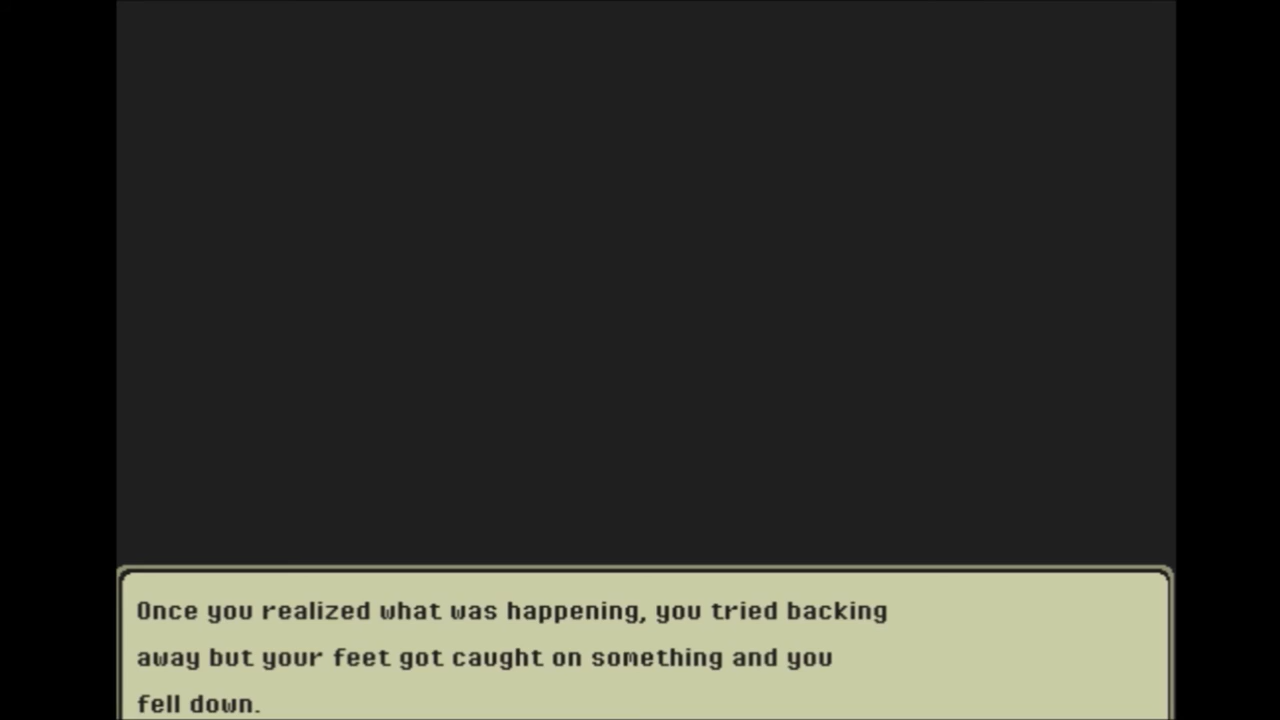 Once you realized what was happening, you tried backing
away but your feet got caught on something and you
fell down.